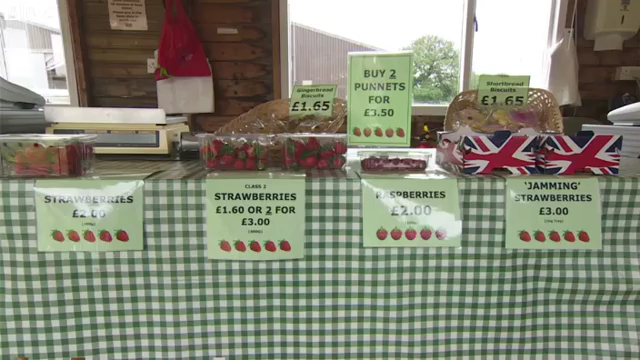 Gingerbread
Biscuits
£1.65
BUY 2
PUNNETS
FOR
£3.50
Shortbread
Biscuits
£1.65
STRAWBERRIES
£2.00
CLASS 2
STRAWBERRIES
£1.60 OR 2 FOR
£3.00
(400g)
RASPBERRIES
£2.00
'JAMMING'
STRAWBERRIES
£3.00